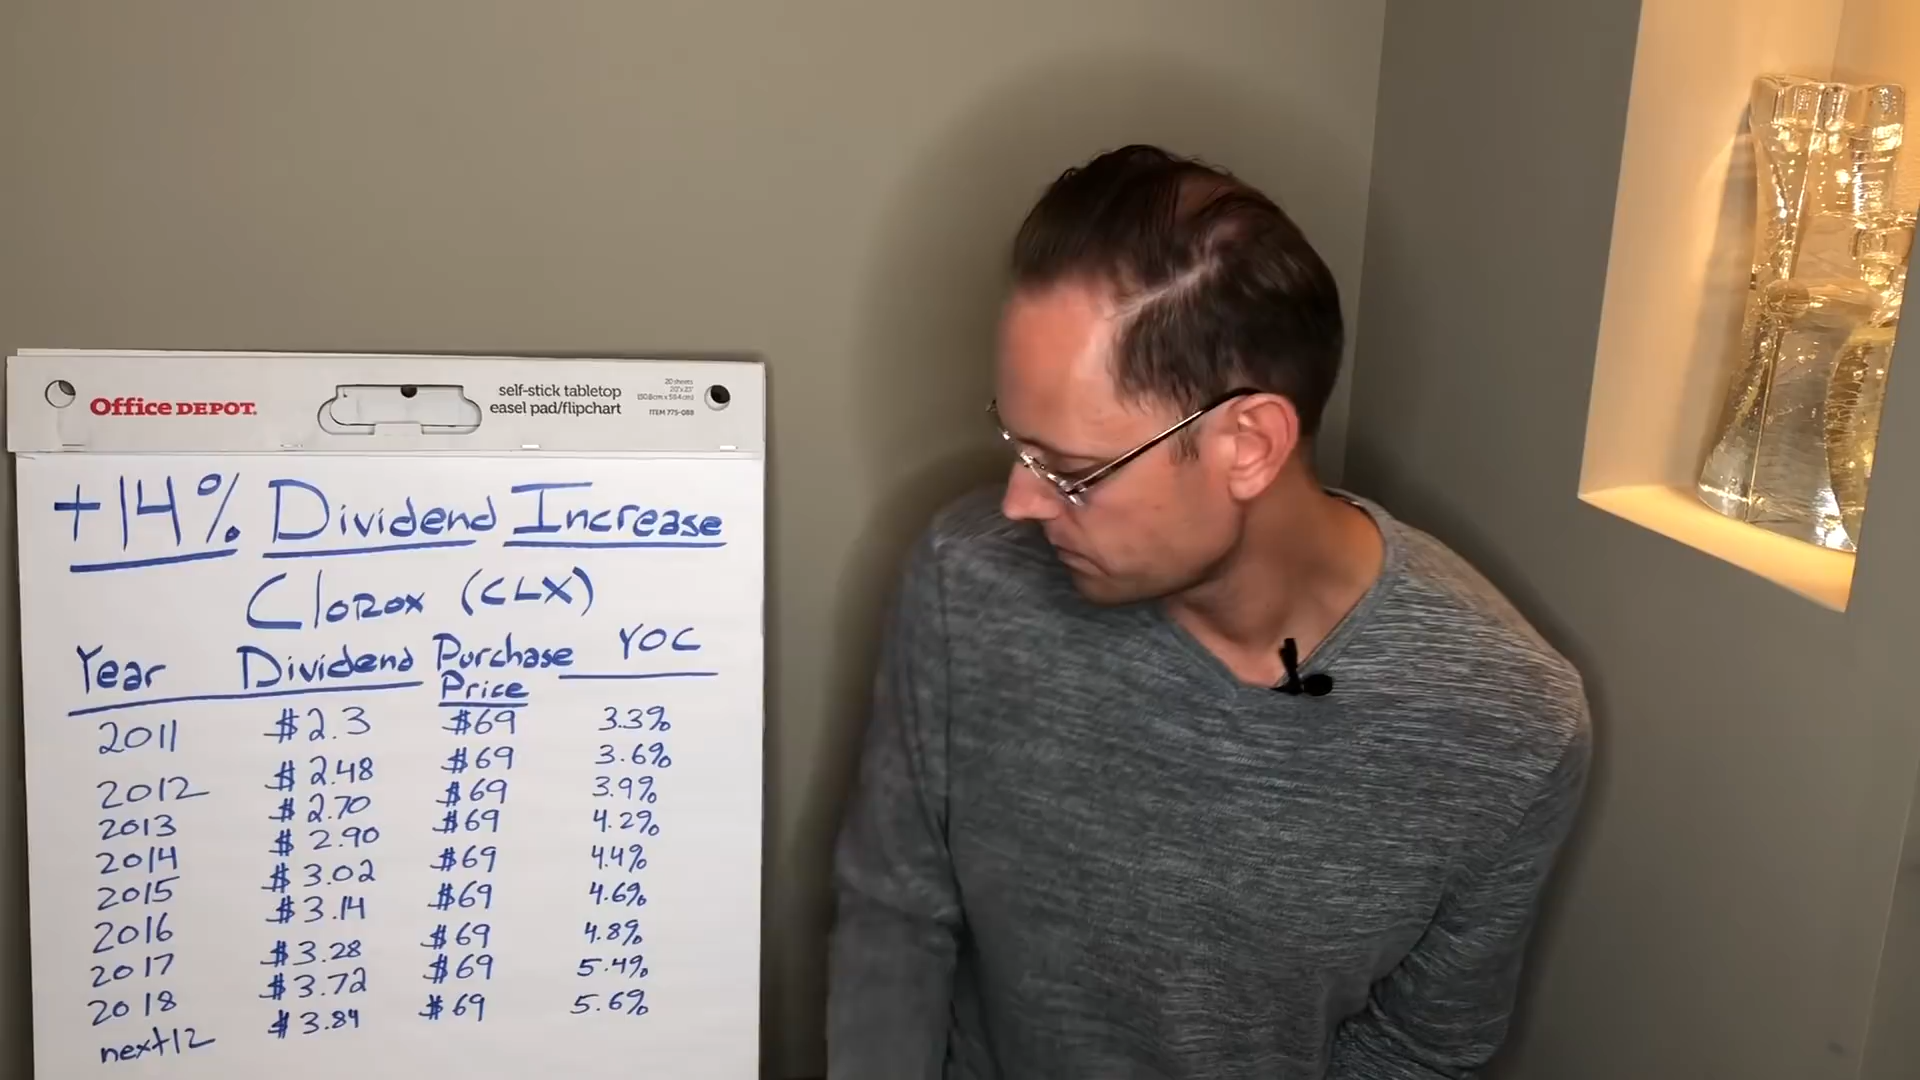 Office DEPOT.
self-stick tabletop
easel pad/flipchart
20 sheets
20"x 23"
(50.8cm x 58.4cm)
ITEM 775-088
+14% Dividend Increase
Clorox (CLX)
Year Dividend Purchase Price YOC
2011 $2.3 $69 3.3%
2012 $2.48 $69 3.6%
2013 $2.70 $69 3.9%
2014 $2.90 $69 4.2%
2015 $3.02 $69 4.4%
2016 $3.14 $69 4.6%
2017 $3.28 $69 4.8%
2018 $3.72 $69 5.4%
next 12 $3.84 $69 5.6%